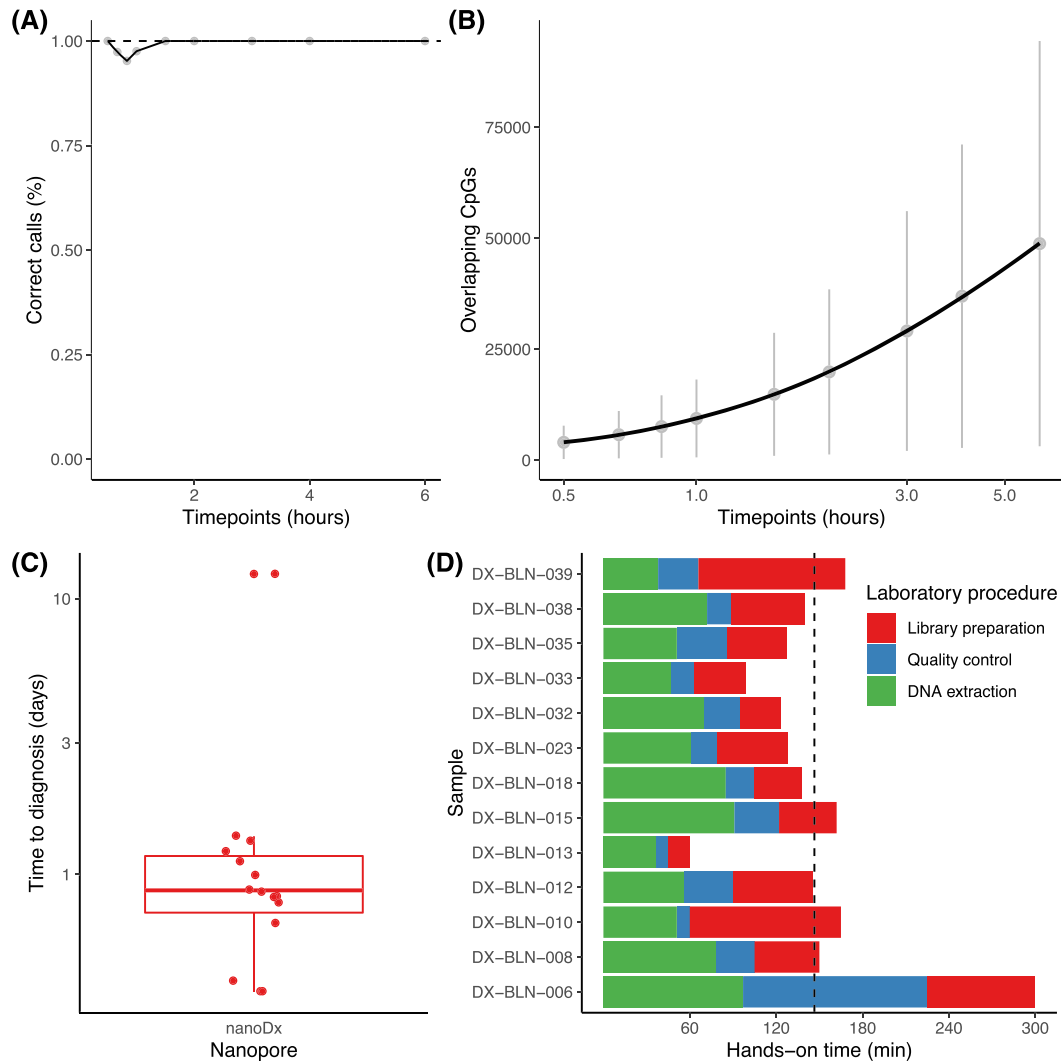 (A)
1.00
0.75
0.50
0.25
0.00
Correct calls (%)
2
4
6
Timepoints (hours)
(B)
75000
50000
25000
0
Overlapping CpGs
0.5
1.0
3.0
5.0
Timepoints (hours)
(C)
10
3
1
Time to diagnosis (days)
nanoDx
Nanopore
(D)
DX−BLN−039
DX−BLN−038
DX−BLN−035
DX−BLN−033
DX−BLN−032
DX−BLN−023
DX−BLN−018
DX−BLN−015
DX−BLN−013
DX−BLN−012
DX−BLN−010
DX−BLN−008
DX−BLN−006
Sample
60
120
180
240
300
Hands−on time (min)
Laboratory procedure
Library preparation
Quality control
DNA extraction